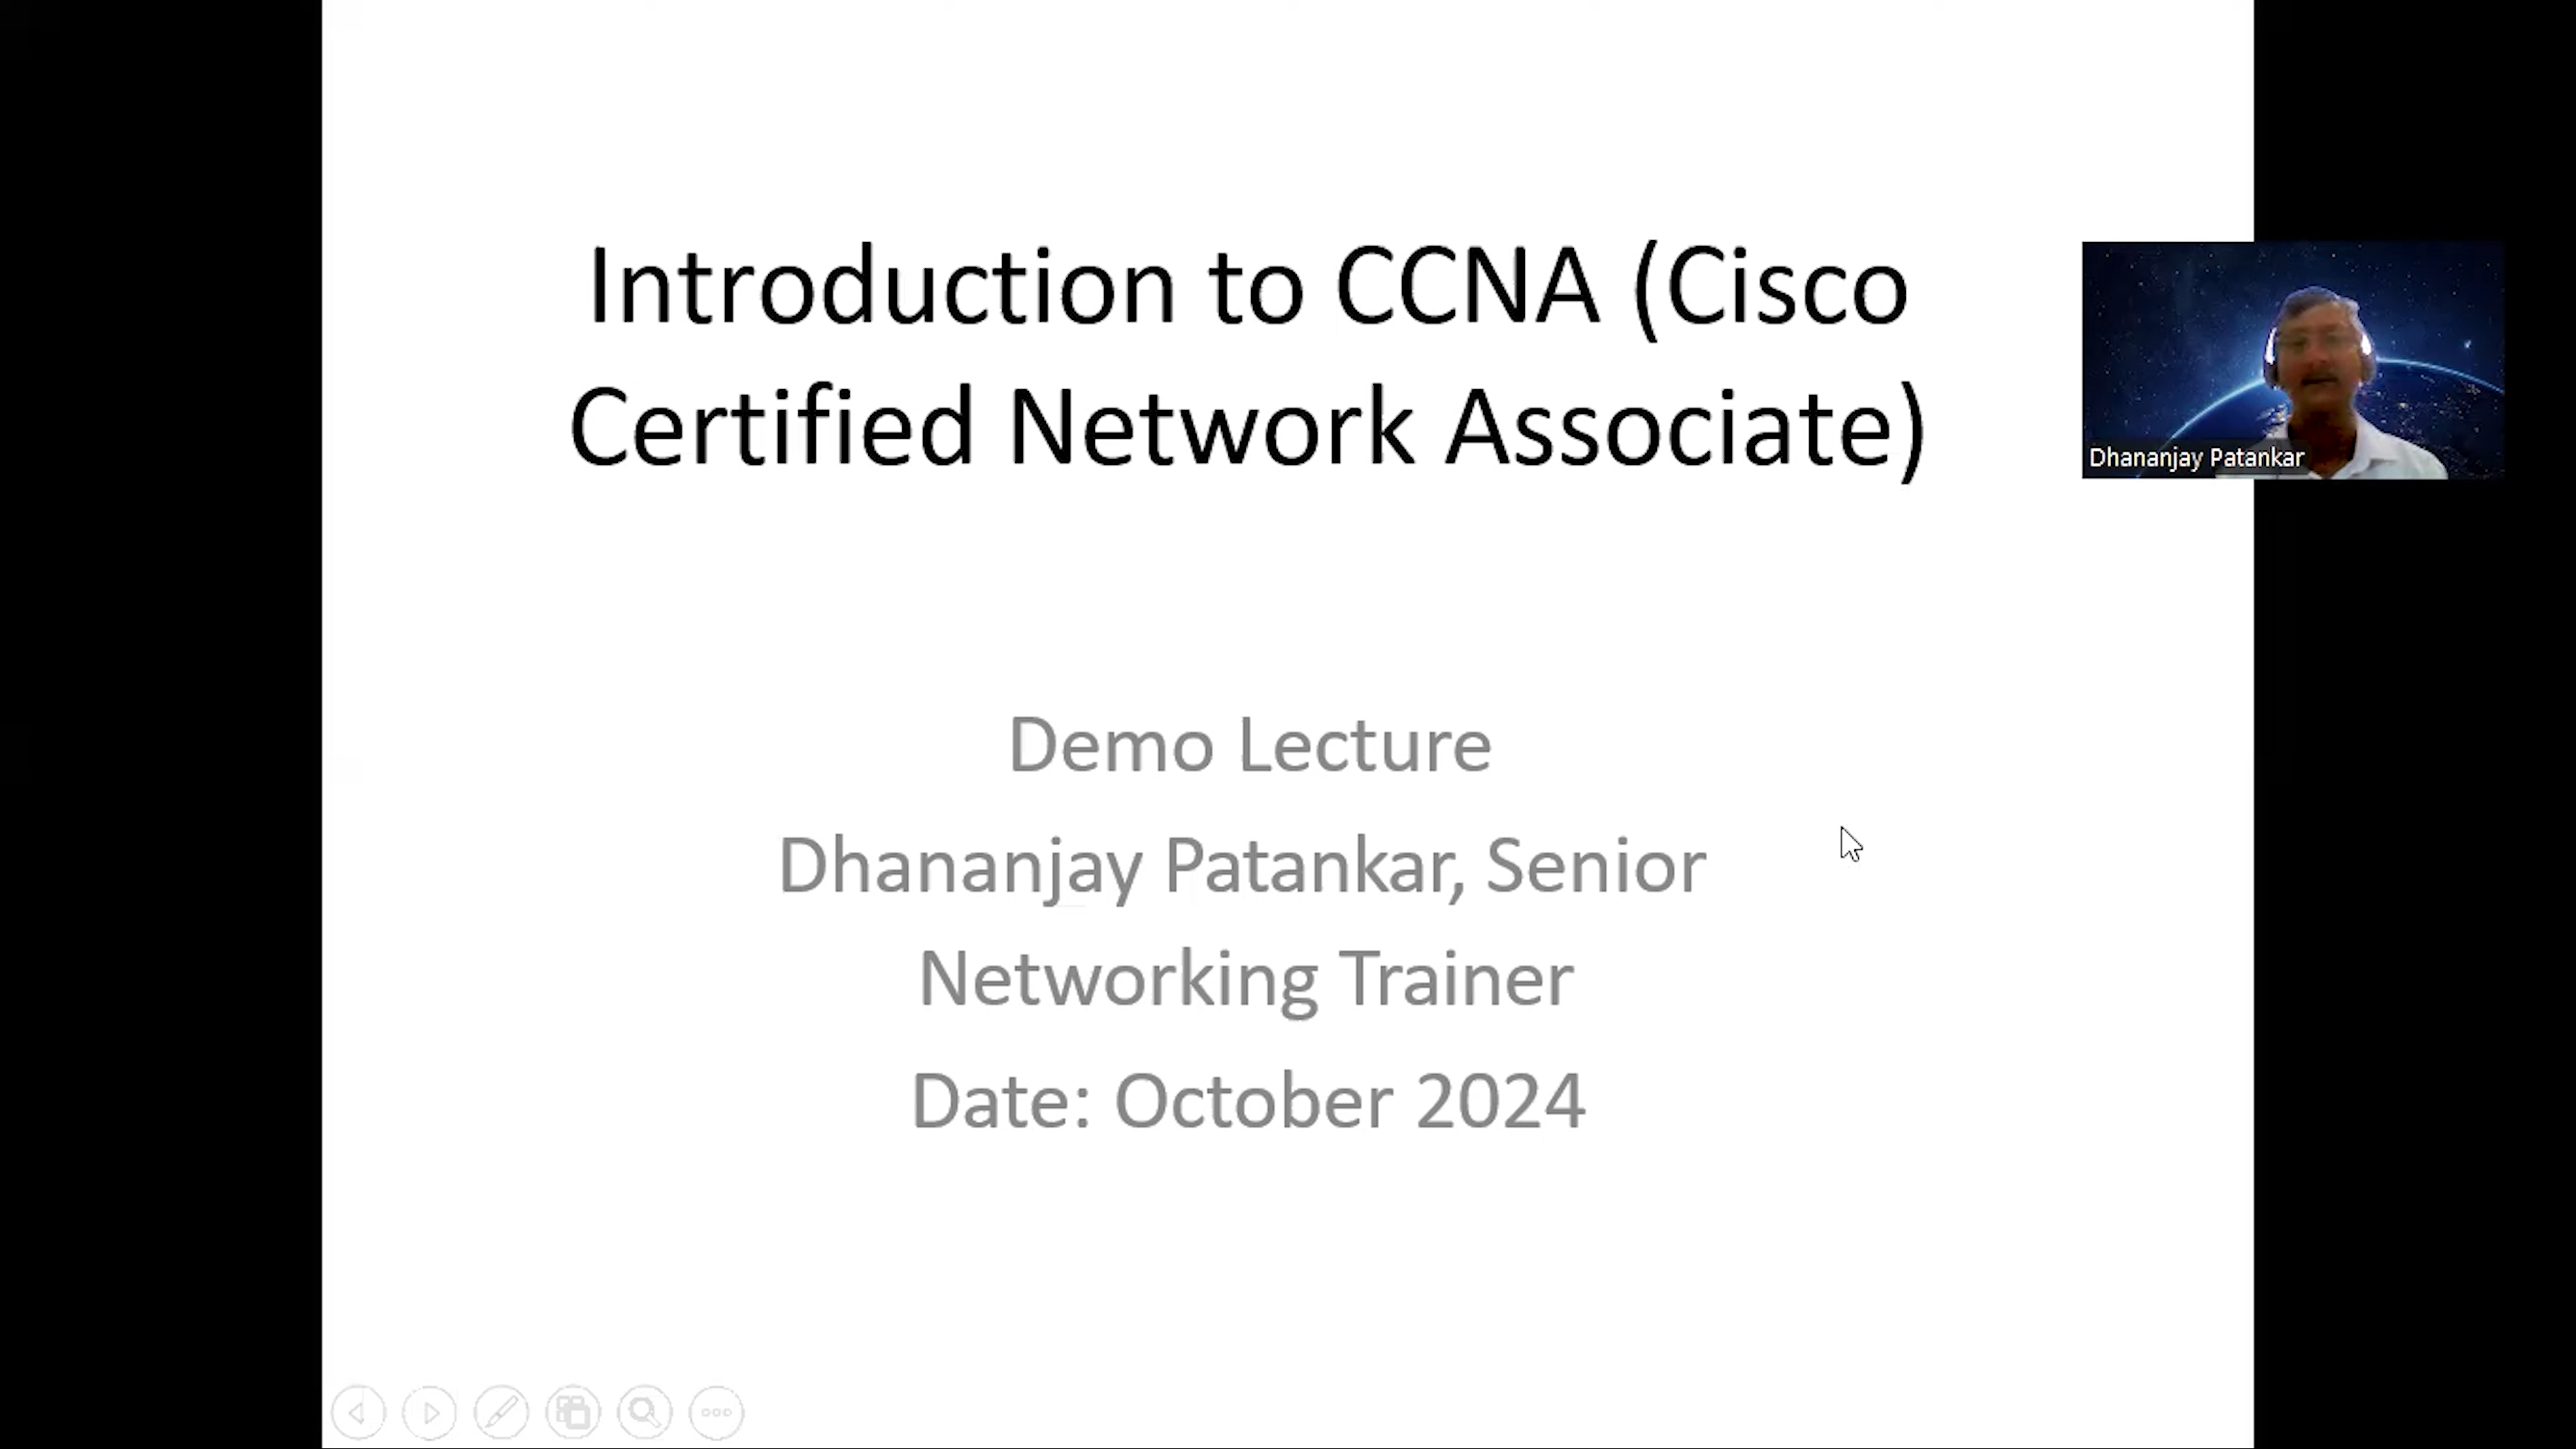 Introduction to CCNA (Cisco
Certified Network Associate)
Dhananjay Patankar
Demo Lecture
Dhananjay Patankar, Senior
Networking Trainer
Date: October 2024